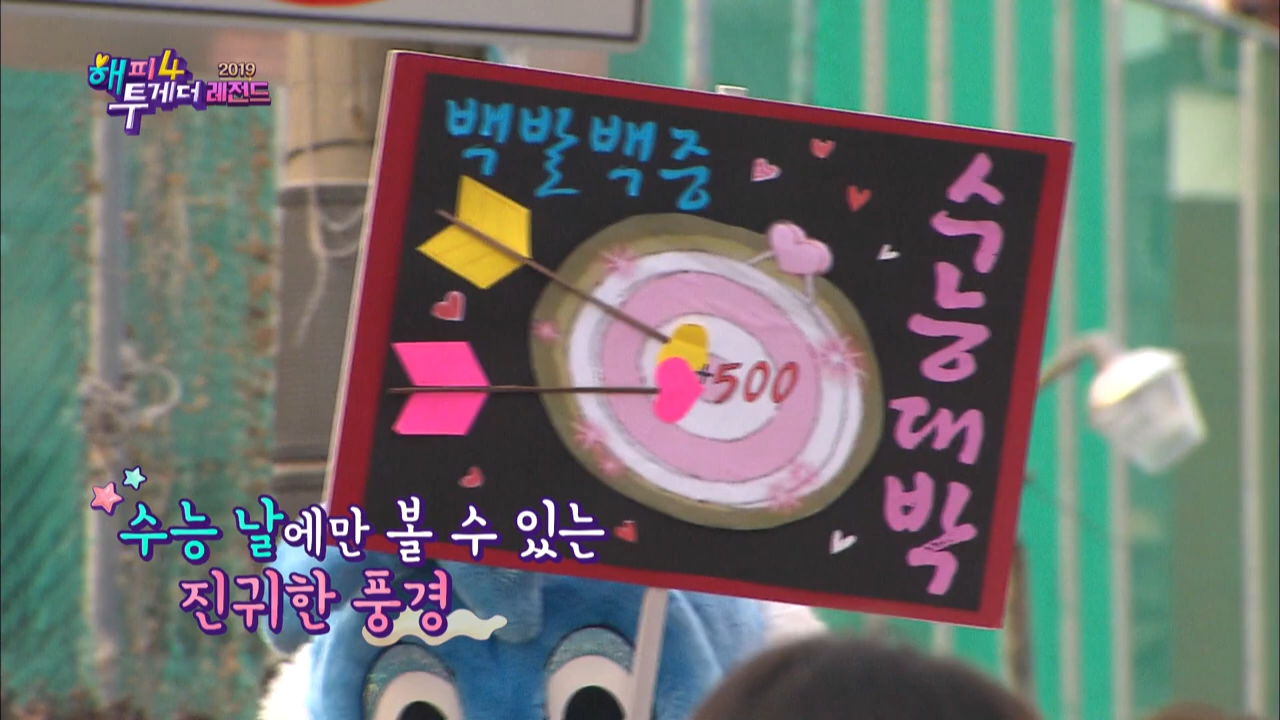 해피4
2019
투게더 레전드
백발백중
수능대박
+500
수능 날에만 볼 수 있는
진귀한 풍경